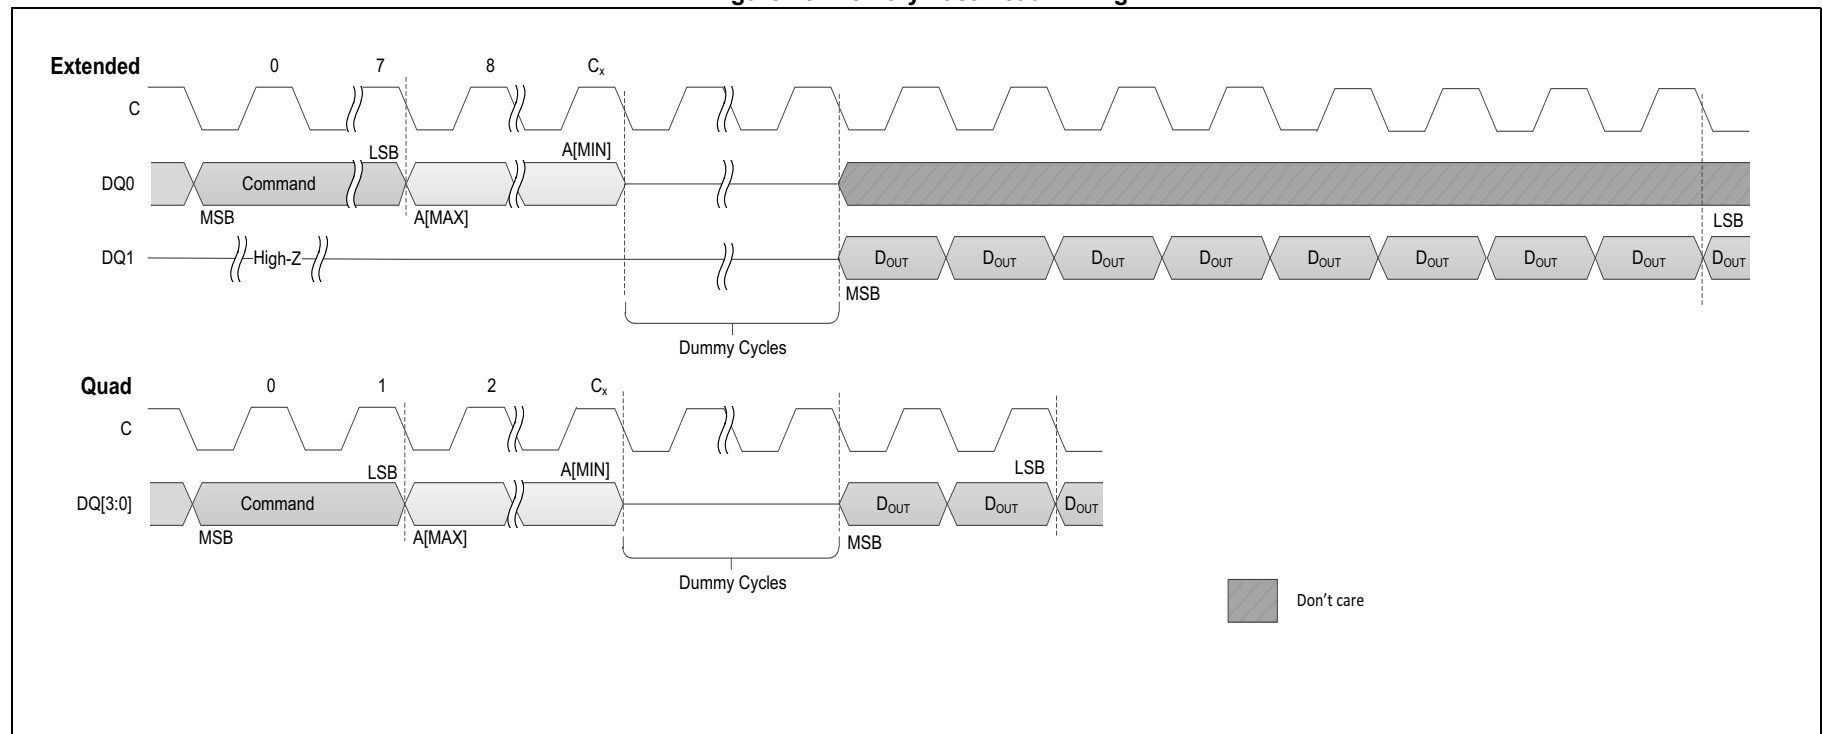 Extended
0 7 8 Cx
C
LSB A[MIN]
DQ0 Command
MSB A[MAX]
LSB
DQ1 High-Z DOUT DOUT DOUT DOUT DOUT DOUT DOUT DOUT DOUT
MSB
Dummy Cycles
Quad
0 1 2 Cx
C
LSB A[MIN] LSB
DQ[3:0] Command DOUT DOUT DOUT
MSB A[MAX] MSB
Dummy Cycles
Don't care